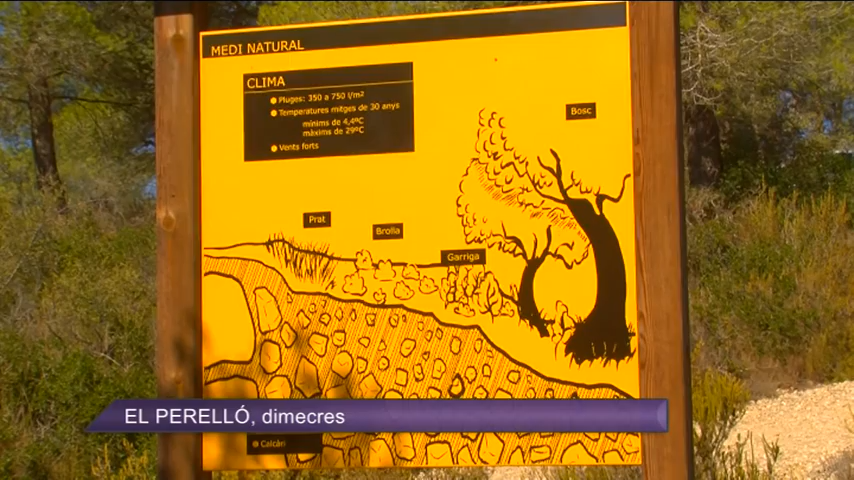 MEDI NATURAL
CLIMA
Pluges: 350 a 750 l/m2
Temperatures mitges de 30 anys
mínims de 4,4ºC
màxims de 29ºC
Vents forts
Bosc
Prat
Brolla
Garriga
EL PERELLÓ, dimecres
Calcàri